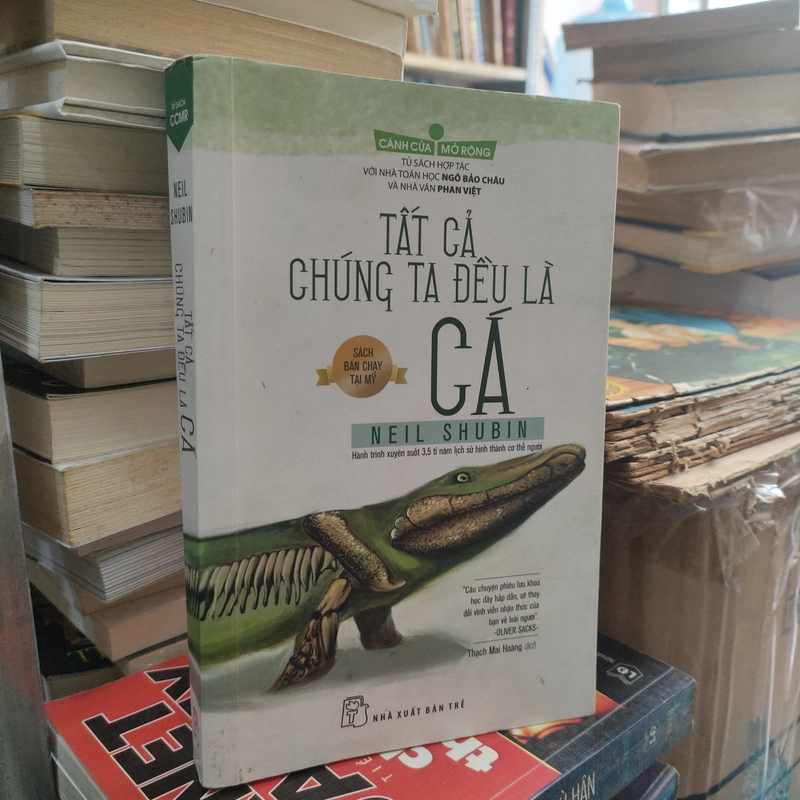 TỦ SÁCH
CCMR
NEIL
SHUBIN
TẤT CẢ
CHÚNG TA ĐỀU LÀ
CÁ
CÁNH CỬA MỞ RỘNG
TỦ SÁCH HỢP TÁC
VỚI NHÀ TOÁN HỌC NGÔ BẢO CHÂU
VÀ NHÀ VĂN PHAN VIỆT
TẤT CẢ
CHÚNG TA ĐỀU LÀ
CÁ
SÁCH
BÁN CHẠY
TẠI MỸ
NEIL SHUBIN
Hành trình xuyên suốt 3,5 tỉ năm lịch sử hình thành cơ thể người
"Câu chuyện phiêu lưu khoa
học đầy hấp dẫn, sẽ thay
đổi vĩnh viễn nhận thức của
bạn về loài người".
-OLIVER SACKS-
Thạch Mai Hoàng dịch
NHÀ XUẤT BẢN TRẺ